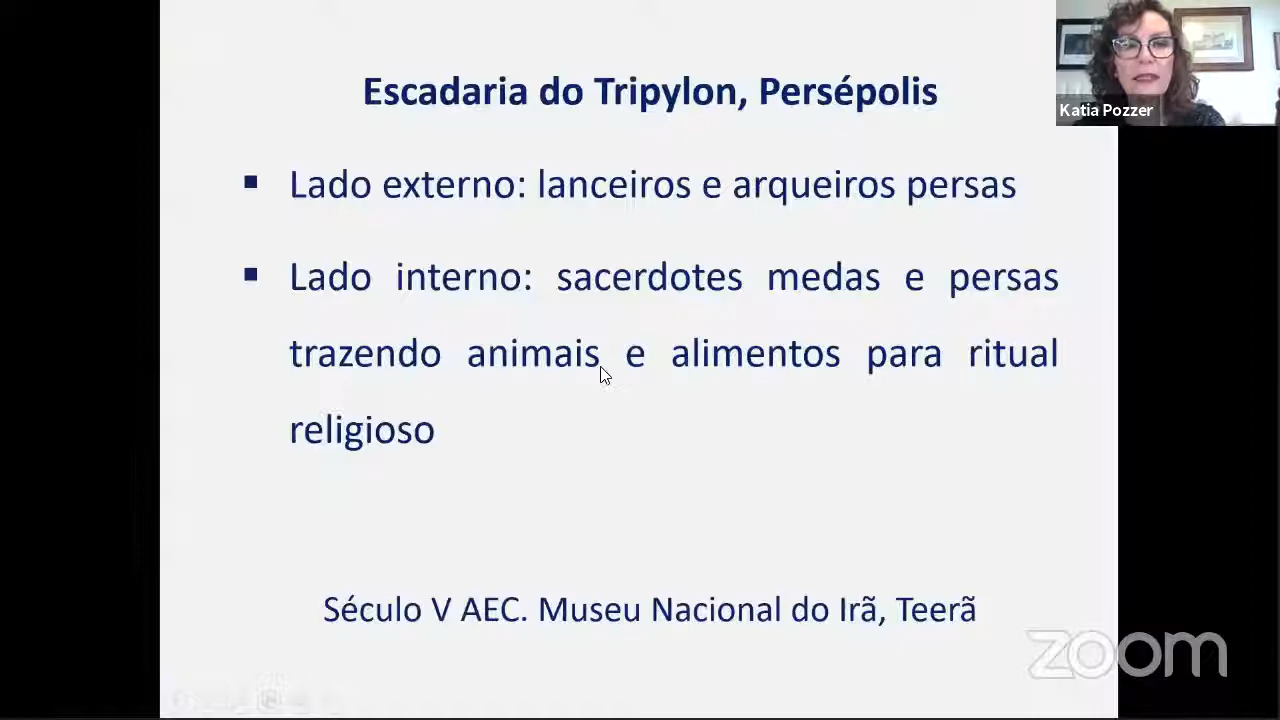 Escadaria do Tripylon, Persépolis
Katia Pozzer
▪ Lado externo: lanceiros e arqueiros persas
▪ Lado interno: sacerdotes medas e persas
trazendo animais e alimentos para ritual
religioso
Século V AEC. Museu Nacional do Irã, Teerã
zoom